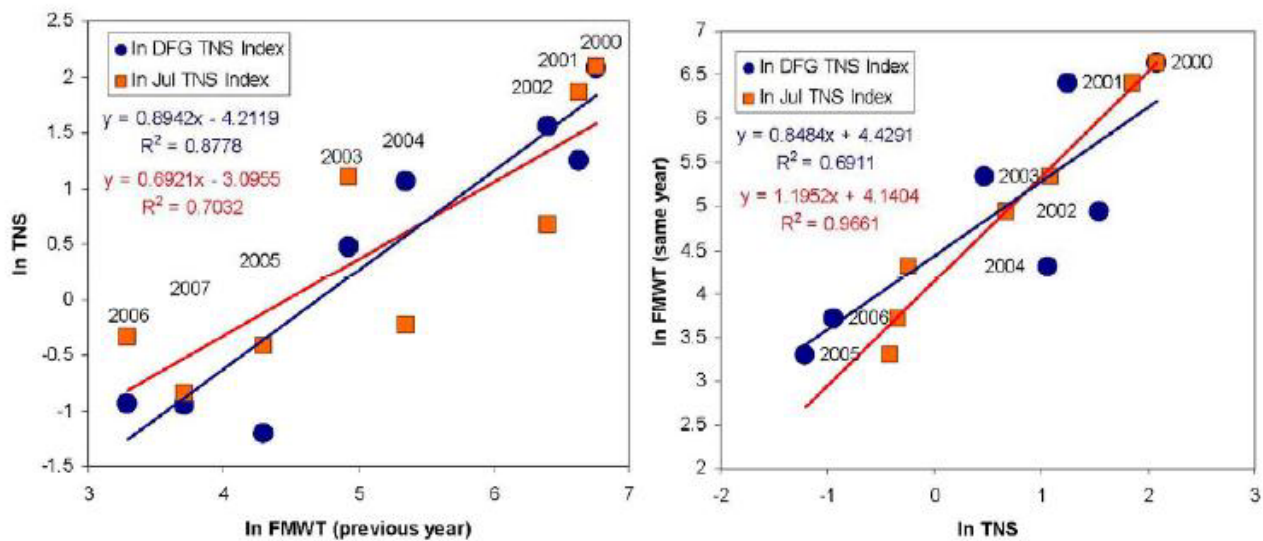 2.5
2
1.5
1
0.5
0
-0.5
-1
-1.5
ln TNS
ln DFG TNS Index
ln Jul TNS Index
y = 0.8942x - 4.2119
R² = 0.8778
y = 0.6921x - 3.0955
R² = 0.7032
2000
2001
2002
2004
2003
2005
2007
2006
3 4 5 6 7
ln FMWT (previous year)
7
6.5
6
5.5
5
4.5
4
3.5
3
2.5
2
ln FMWT (same year)
ln DFG TNS Index
ln Jul TNS Index
y = 0.8484x + 4.4291
R² = 0.6911
y = 1.1952x + 4.1404
R² = 0.9661
2000
2001
2003
2002
2004
2006
2005
-2 -1 0 1 2 3
ln TNS